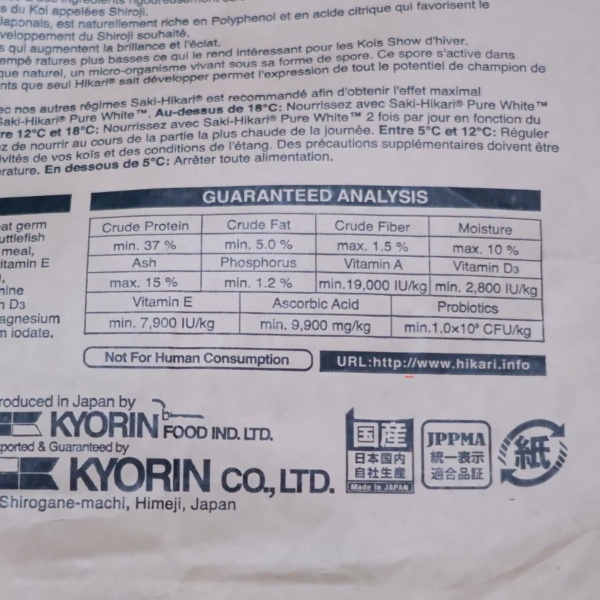 s du Koi appelées Shiroji.
Japonais, est naturellement riche en Polyphenol et en acide citrique qui favorisent le
veloppement du Shiroji souhaité.
s qui augmentent la brillance et l'éclat.
empé ratures plus basses ce qui le rend intéressant pour les Kois Show d'hiver.
que naturel, un micro-organisme vivant sous sa forme de spore. Ce spore s'active dans
nts que seul Hikari® sait développer permet l'expression de tout le potentiel de champion de
ec nos autres régimes Saki-Hikari® est recommandé afin d'obtenir l'effet maximal
Saki-Hikari® Pure White™. Au-dessus de 18°C: Nourrissez avec Saki-Hikari® Pure White™
re 12°C et 18°C: Nourrissez avec Saki-Hikari® Pure White™ 2 fois par jour en fonction du
z de nourrir au cours de la partie la plus chaude de la journée. Entre 5°C et 12°C: Réguler
ivités de vos koïs et des conditions de l'étang. Des précautions supplémentaires doivent être
rature. En dessous de 5°C: Arrêter toute alimentation.
GUARANTEED ANALYSIS
at germ
uttlefish
meal,
itamin E
),
nine
n D3
agnesium
m iodate.
Crude Protein Crude Fat Crude Fiber Moisture
min. 37 % min. 5.0 % max. 1.5 % max. 10 %
Ash Phosphorus Vitamin A Vitamin D3
max. 15 % min. 1.2 % min.19,000 IU/kg min. 2,800 IU/kg
Vitamin E Ascorbic Acid Probiotics
min. 7,900 IU/kg min. 9,900 mg/kg min.1.0x10⁹ CFU/kg
Not For Human Consumption URL:http://www.hikari.info
roduced in Japan by
KYORIN FOOD IND. LTD.
ported & Guaranteed by
KYORIN CO., LTD.
Shirogane-machi, Himeji, Japan
国産
日本国内
自社生産
Made in JAPAN
JPPMA
統一表示
適合品証
紙